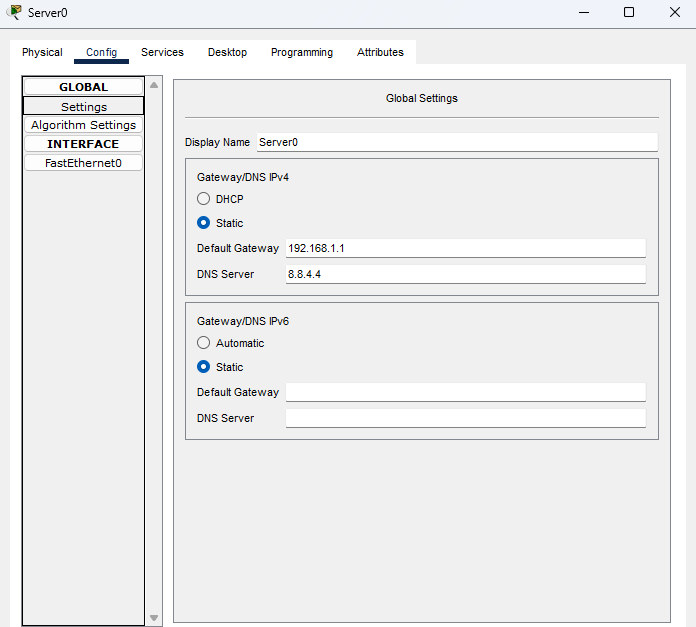 Server0
Physical Config Services Desktop Programming Attributes
GLOBAL
Settings
Algorithm Settings
INTERFACE
FastEthernet0
Global Settings
Display Name Server0
Gateway/DNS IPv4
DHCP
Static
Default Gateway 192.168.1.1
DNS Server 8.8.4.4
Gateway/DNS IPv6
Automatic
Static
Default Gateway
DNS Server